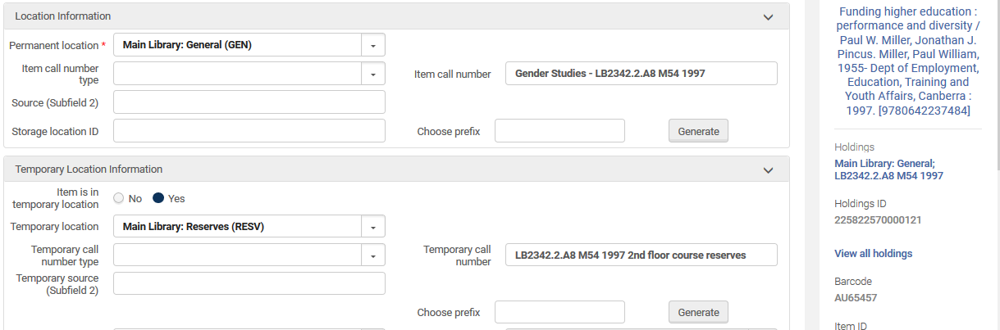 Location Information
Permanent location *
Main Library: General (GEN)
Item call number
type
Item call number
Gender Studies - LB2342.2.A8 M54 1997
Source (Subfield 2)
Storage location ID
Choose prefix
Generate
Temporary Location Information
Item is in
temporary location
No
Yes
Temporary location
Main Library: Reserves (RESV)
Temporary call
number type
Temporary call
number
LB2342.2.A8 M54 1997 2nd floor course reserves
Temporary source
(Subfield 2)
Choose prefix
Generate
Funding higher education :
performance and diversity /
Paul W. Miller, Jonathan J.
Pincus. Miller, Paul William,
1955- Dept of Employment,
Education, Training and
Youth Affairs, Canberra :
1997. [9780642237484]
Holdings
Main Library: General;
LB2342.2.A8 M54 1997
Holdings ID
225822570000121
View all holdings
Barcode
AU65457
Item ID